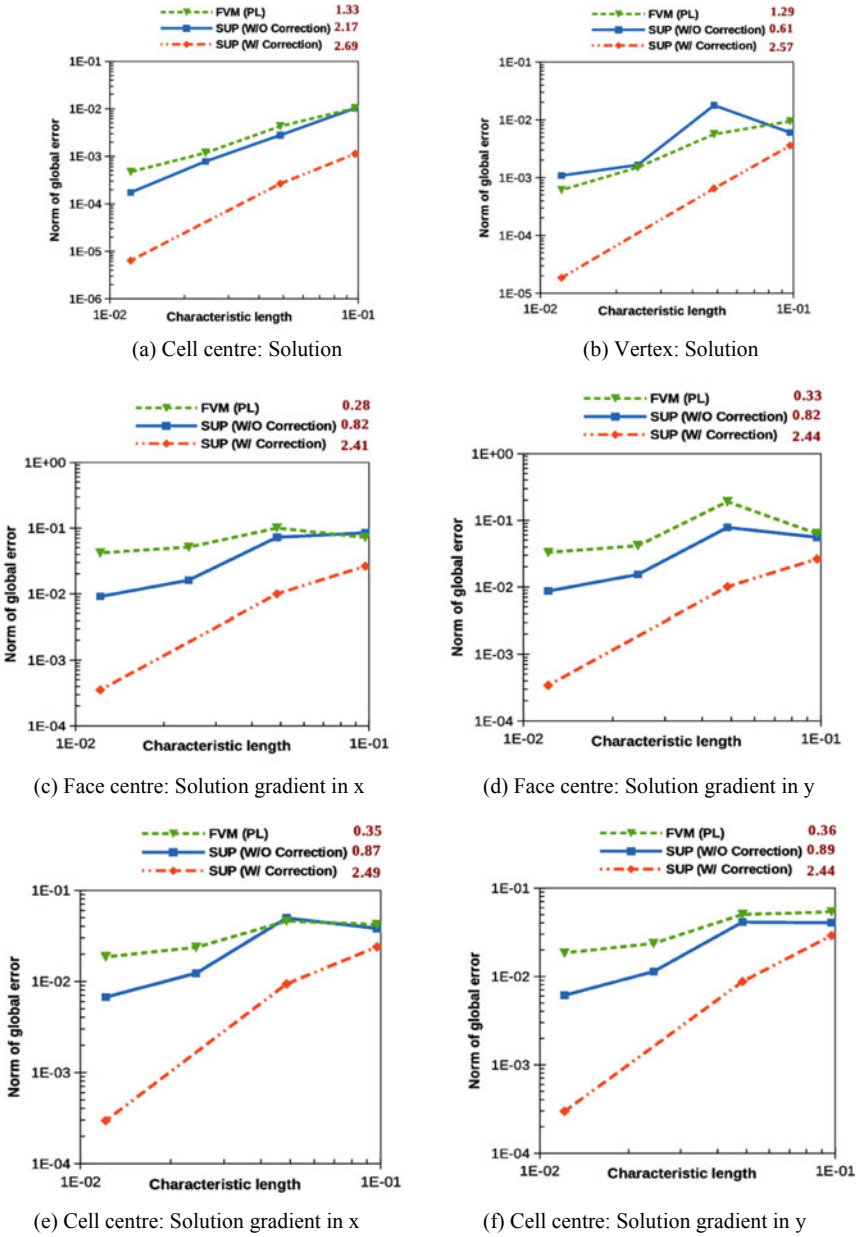 FVM (PL) 1.33
SUP (W/O Correction) 2.17
SUP (W/ Correction) 2.69
1E-01
1E-02
1E-03
1E-04
1E-05
1E-06
Norm of global error
1E-02 Characteristic length 1E-01
(a) Cell centre: Solution
FVM (PL) 1.29
SUP (W/O Correction) 0.61
SUP (W/ Correction) 2.57
1E-01
1E-02
1E-03
1E-04
1E-05
Norm of global error
1E-02 Characteristic length 1E-01
(b) Vertex: Solution
FVM (PL) 0.28
SUP (W/O Correction) 0.82
SUP (W/ Correction) 2.41
1E+00
1E-01
1E-02
1E-03
1E-04
Norm of global error
1E-02 Characteristic length 1E-01
(c) Face centre: Solution gradient in x
FVM (PL) 0.33
SUP (W/O Correction) 0.82
SUP (W/ Correction) 2.44
1E+00
1E-01
1E-02
1E-03
1E-04
Norm of global error
1E-02 Characteristic length 1E-01
(d) Face centre: Solution gradient in y
FVM (PL) 0.35
SUP (W/O Correction) 0.87
SUP (W/ Correction) 2.49
1E-01
1E-02
1E-03
1E-04
Norm of global error
1E-02 Characteristic length 1E-01
(e) Cell centre: Solution gradient in x
FVM (PL) 0.36
SUP (W/O Correction) 0.89
SUP (W/ Correction) 2.44
1E-01
1E-02
1E-03
1E-04
Norm of global error
1E-02 Characteristic length 1E-01
(f) Cell centre: Solution gradient in y